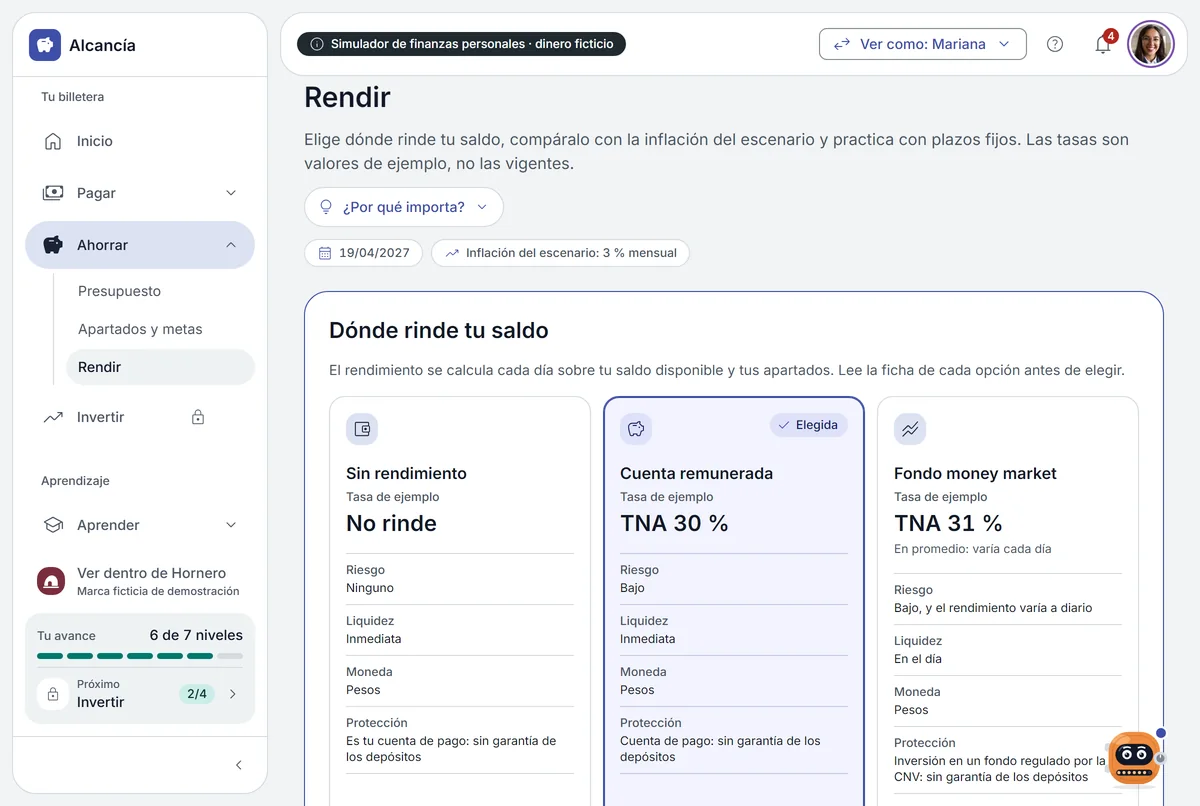 Alcancía
Tu billetera
Inicio
Pagar
Ahorrar
Presupuesto
Apartados y metas
Rendir
Invertir
Aprendizaje
Aprender
Ver dentro de Hornero
Marca ficticia de demostración
Tu avance
6 de 7 niveles
Próximo
Invertir
2/4
Simulador de finanzas personales · dinero ficticio
Ver como: Mariana
4
Rendir
Elige dónde rinde tu saldo, compáralo con la inflación del escenario y practica con plazos fijos. Las tasas son
valores de ejemplo, no las vigentes.
¿Por qué importa?
19/04/2027
Inflación del escenario: 3 % mensual
Dónde rinde tu saldo
El rendimiento se calcula cada día sobre tu saldo disponible y tus apartados. Lee la ficha de cada opción antes de elegir.
Sin rendimiento
Tasa de ejemplo
No rinde
Riesgo
Ninguno
Liquidez
Inmediata
Moneda
Pesos
Protección
Es tu cuenta de pago: sin garantía de
los depósitos
Elegida
Cuenta remunerada
Tasa de ejemplo
TNA 30 %
Riesgo
Bajo
Liquidez
Inmediata
Moneda
Pesos
Protección
Cuenta de pago: sin garantía de los
depósitos
Fondo money market
Tasa de ejemplo
TNA 31 %
En promedio: varía cada día
Riesgo
Bajo, y el rendimiento varía a diario
Liquidez
En el día
Moneda
Pesos
Protección
Inversión en un fondo regulado por la
CNV: sin garantía de los depósitos